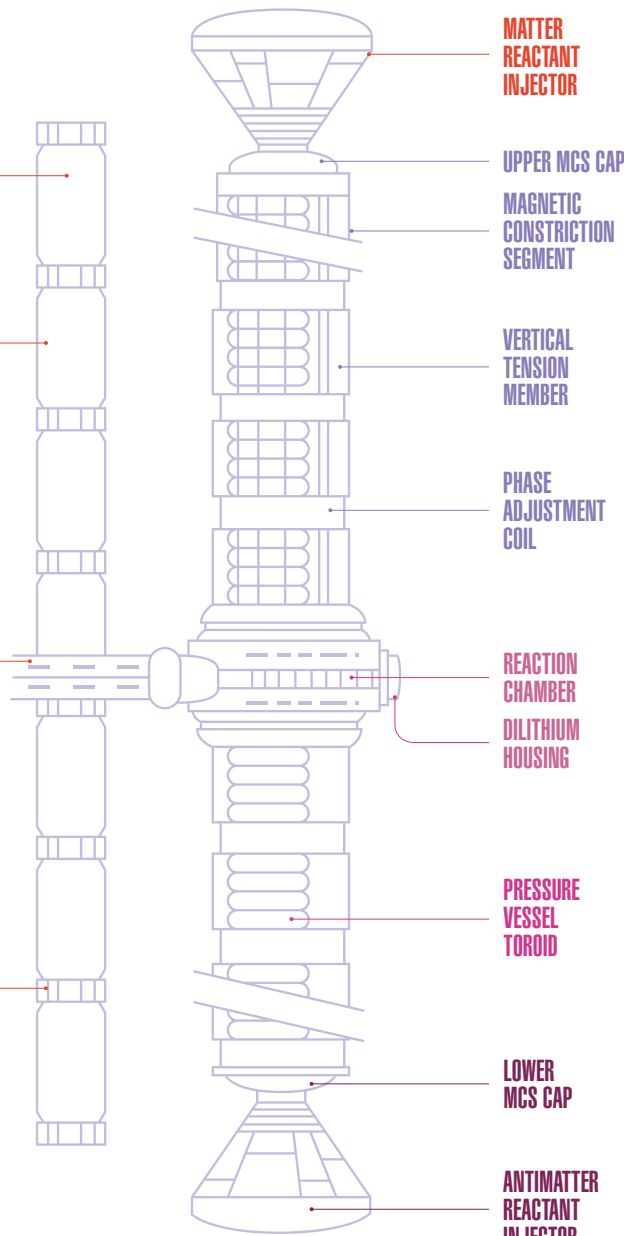 MATTER
REACTANT
INJECTOR
UPPER MCS CAP
MAGNETIC
CONSTRICTION
SEGMENT
VERTICAL
TENSION
MEMBER
PHASE
ADJUSTMENT
COIL
REACTION
CHAMBER
DILITHIUM
HOUSING
PRESSURE
VESSEL
TOROID
LOWER
MCS CAP
ANTIMATTER
REACTANT
INJECTOR